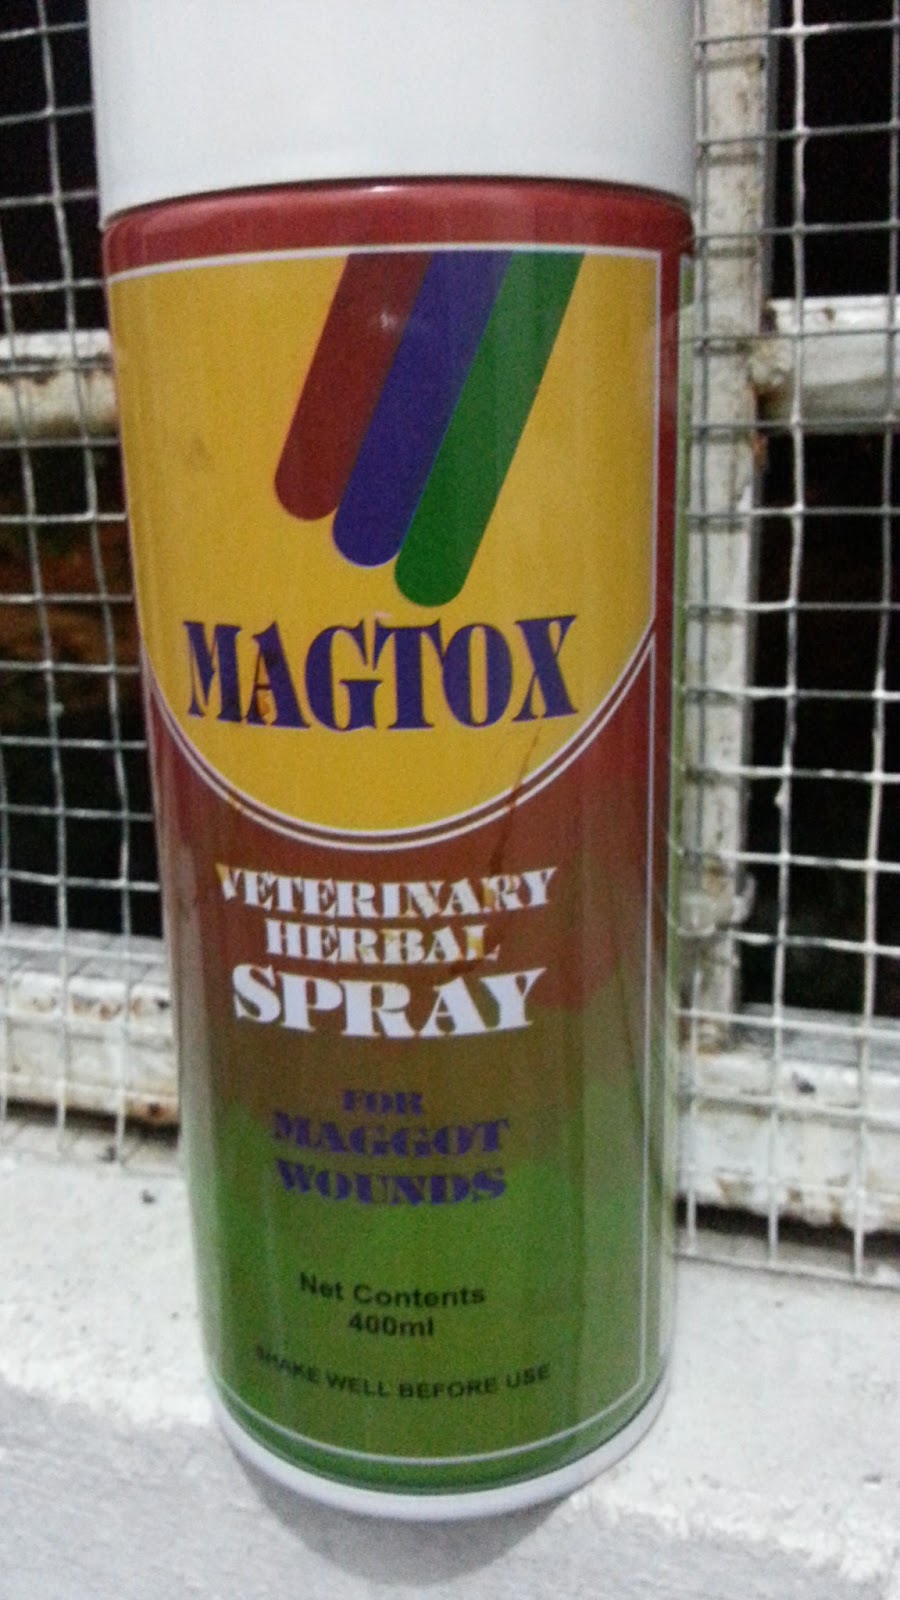 MAGTOX
VETERINARY
HERBAL
SPRAY
FOR
MAGGOT
WOUNDS
Net Contents
400ml
SHAKE WELL BEFORE USE